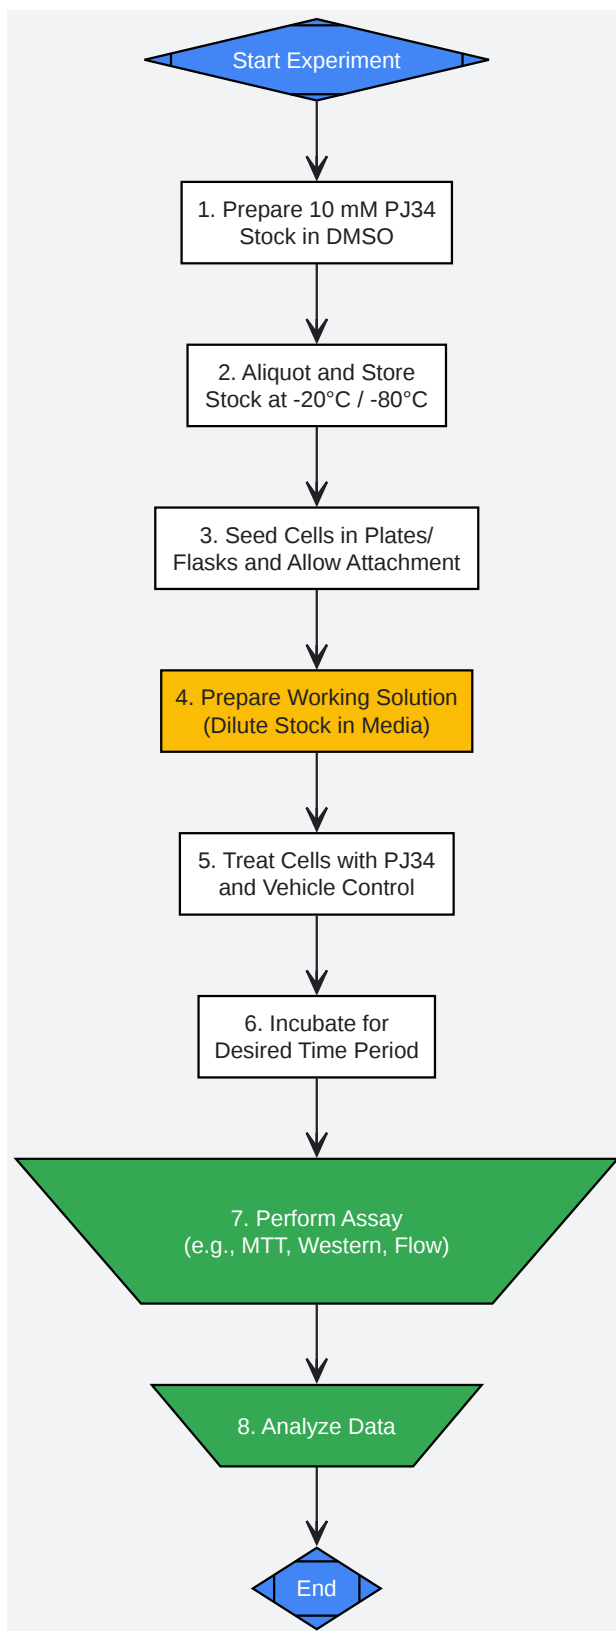 Start Experiment
1. Prepare 10 mM PJ34
Stock in DMSO
2. Aliquot and Store
Stock at -20°C / -80°C
3. Seed Cells in Plates/
Flasks and Allow Attachment
4. Prepare Working Solution
(Dilute Stock in Media)
5. Treat Cells with PJ34
and Vehicle Control
6. Incubate for
Desired Time Period
7. Perform Assay
(e.g., MTT, Western, Flow)
8. Analyze Data
End